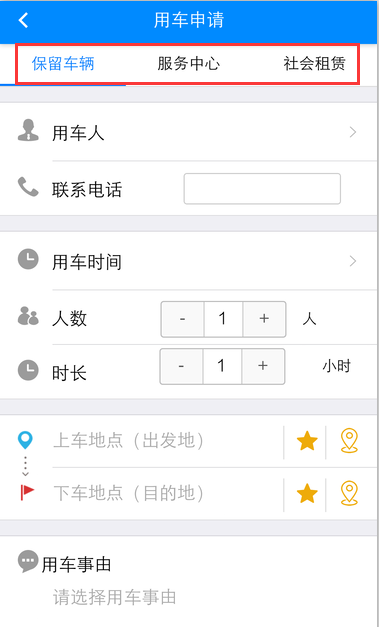 用车申请
保留车辆 服务中心 社会租赁
用车人
联系电话
用车时间
人数 - 1 + 人
时长 - 1 + 小时
上车地点（出发地）
下车地点（目的地）
用车事由
请选择用车事由